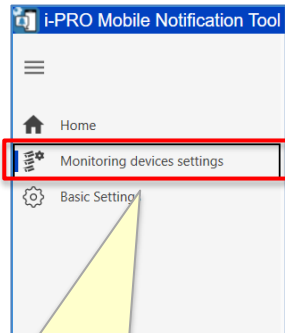 i-PRO Mobile Notification Tool
Home
Monitoring devices settings
Basic Setting